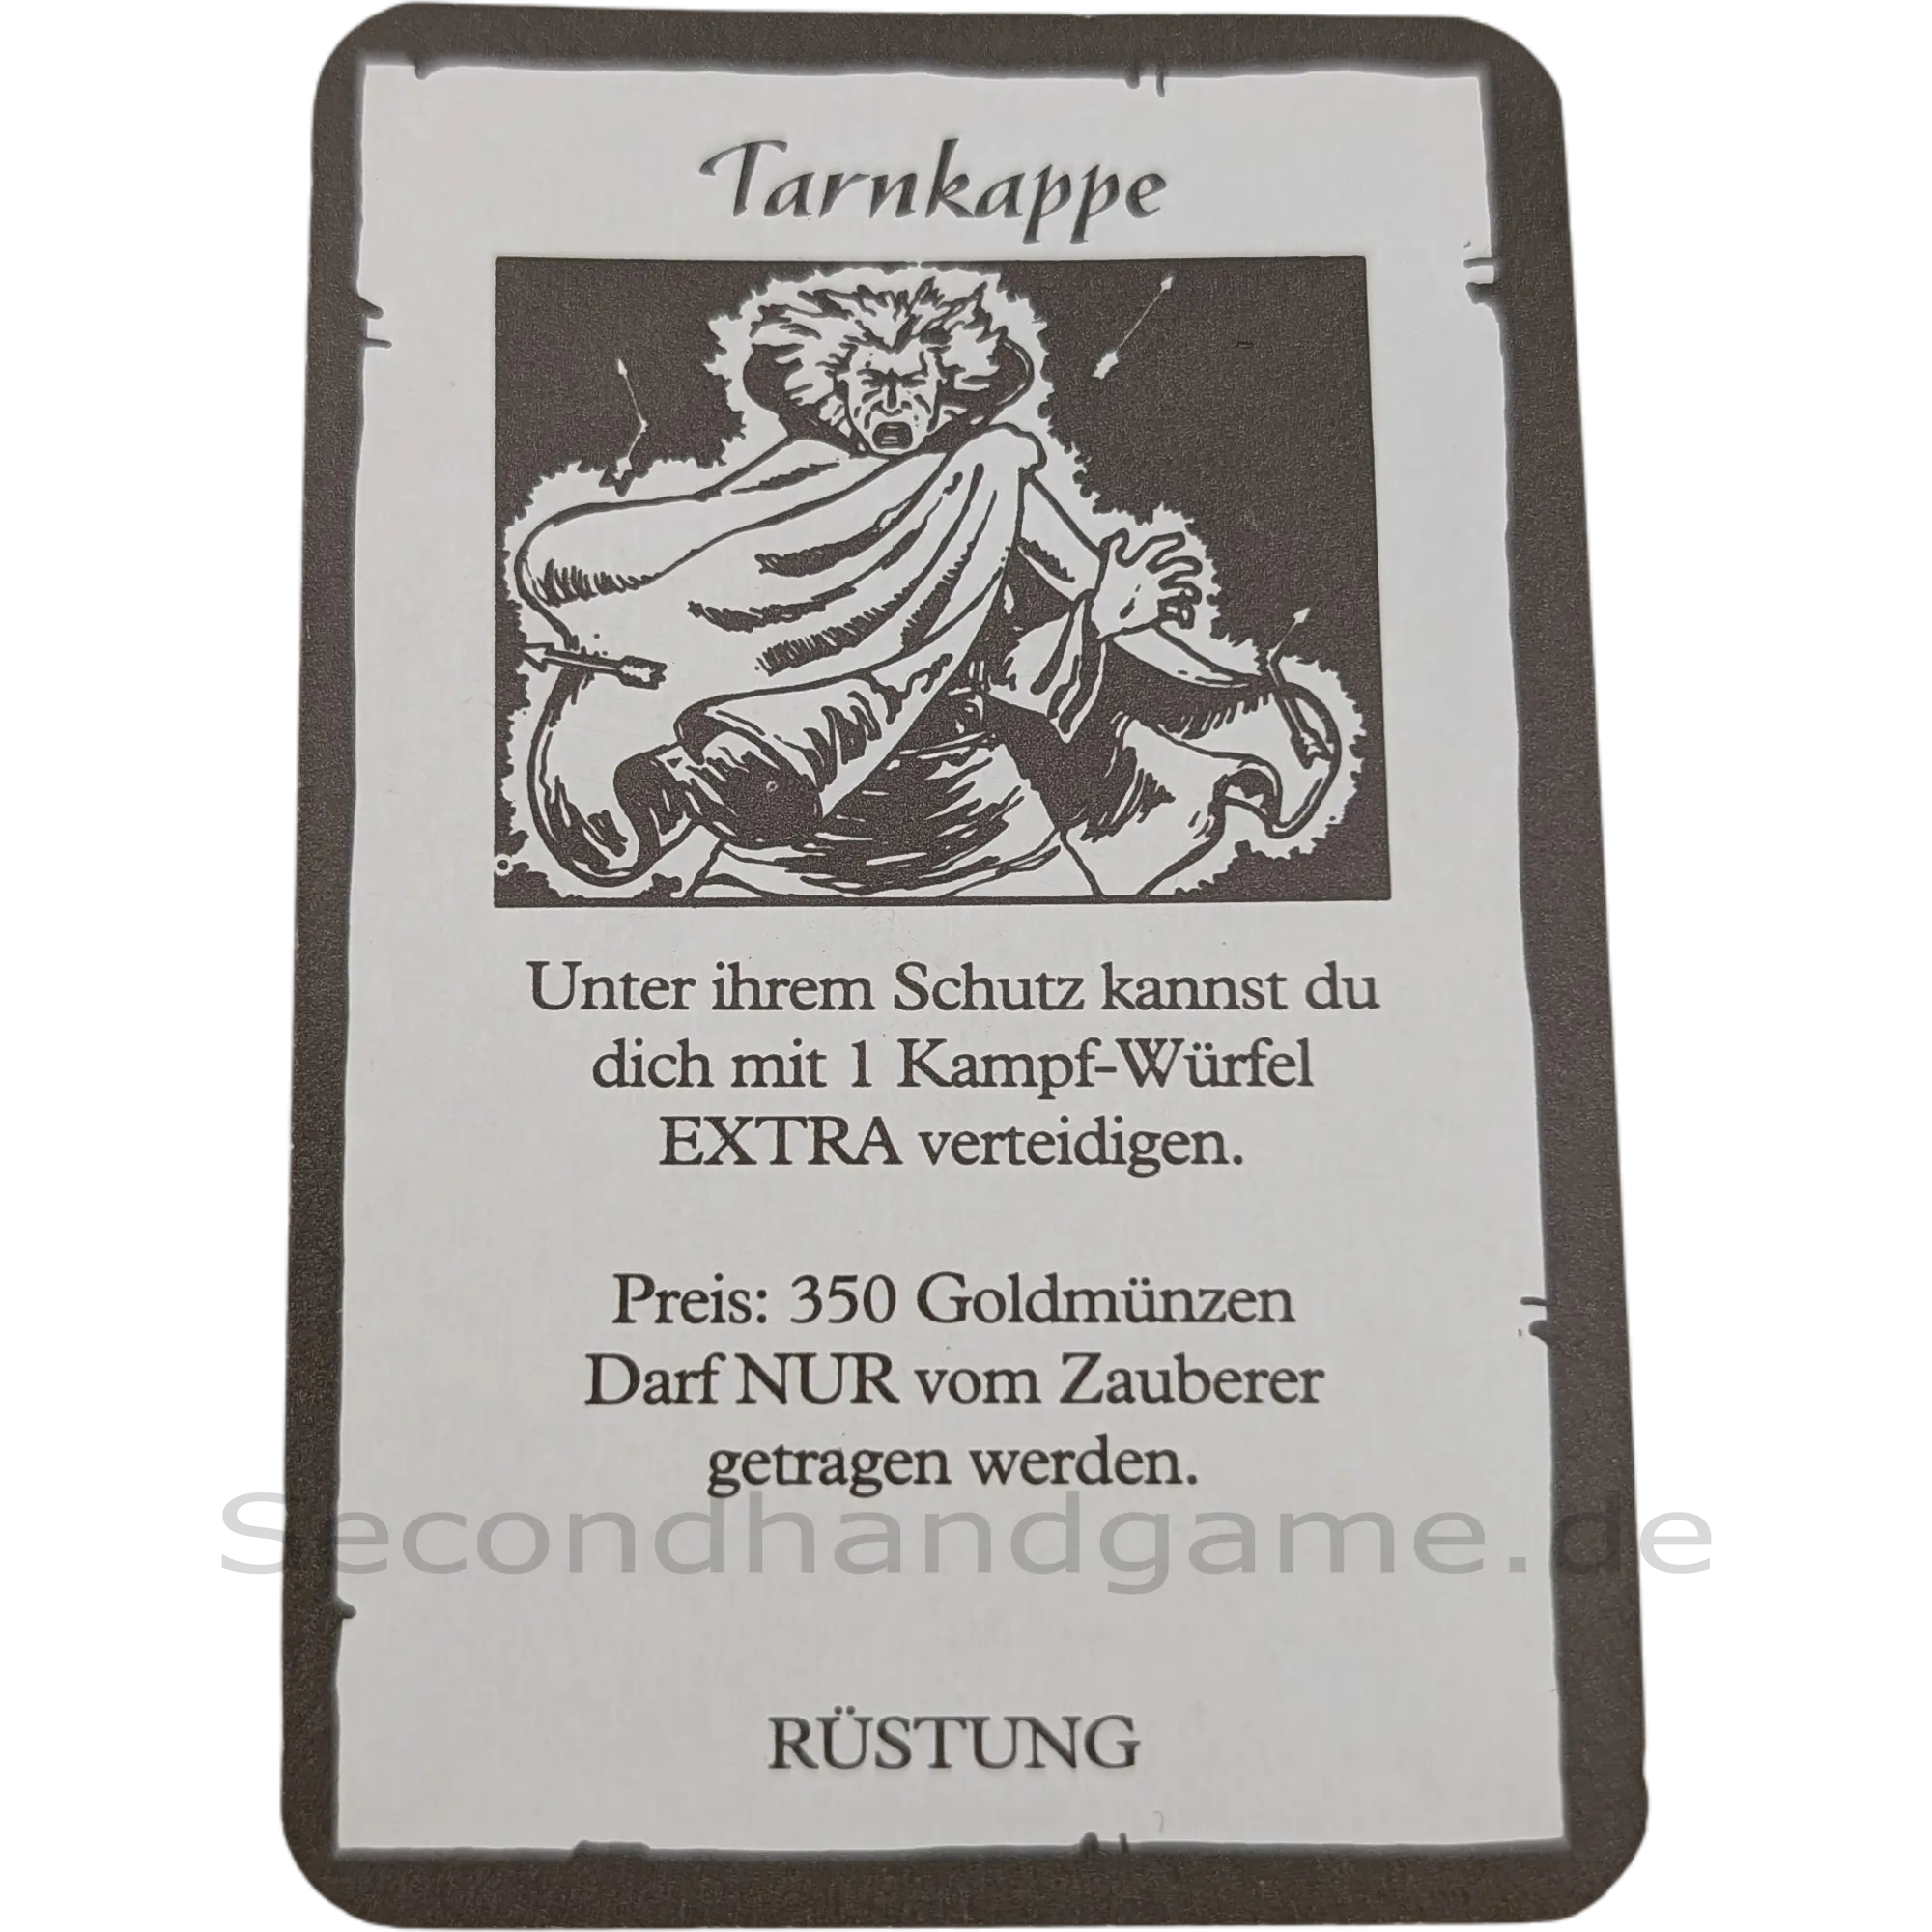 Tarnkappe
Unter ihrem Schutz kannst du
dich mit 1 Kampf-Würfel
EXTRA verteidigen.
Preis: 350 Goldmünzen
Darf NUR vom Zauberer
getragen werden.
Secondhandgame.de
RÜSTUNG